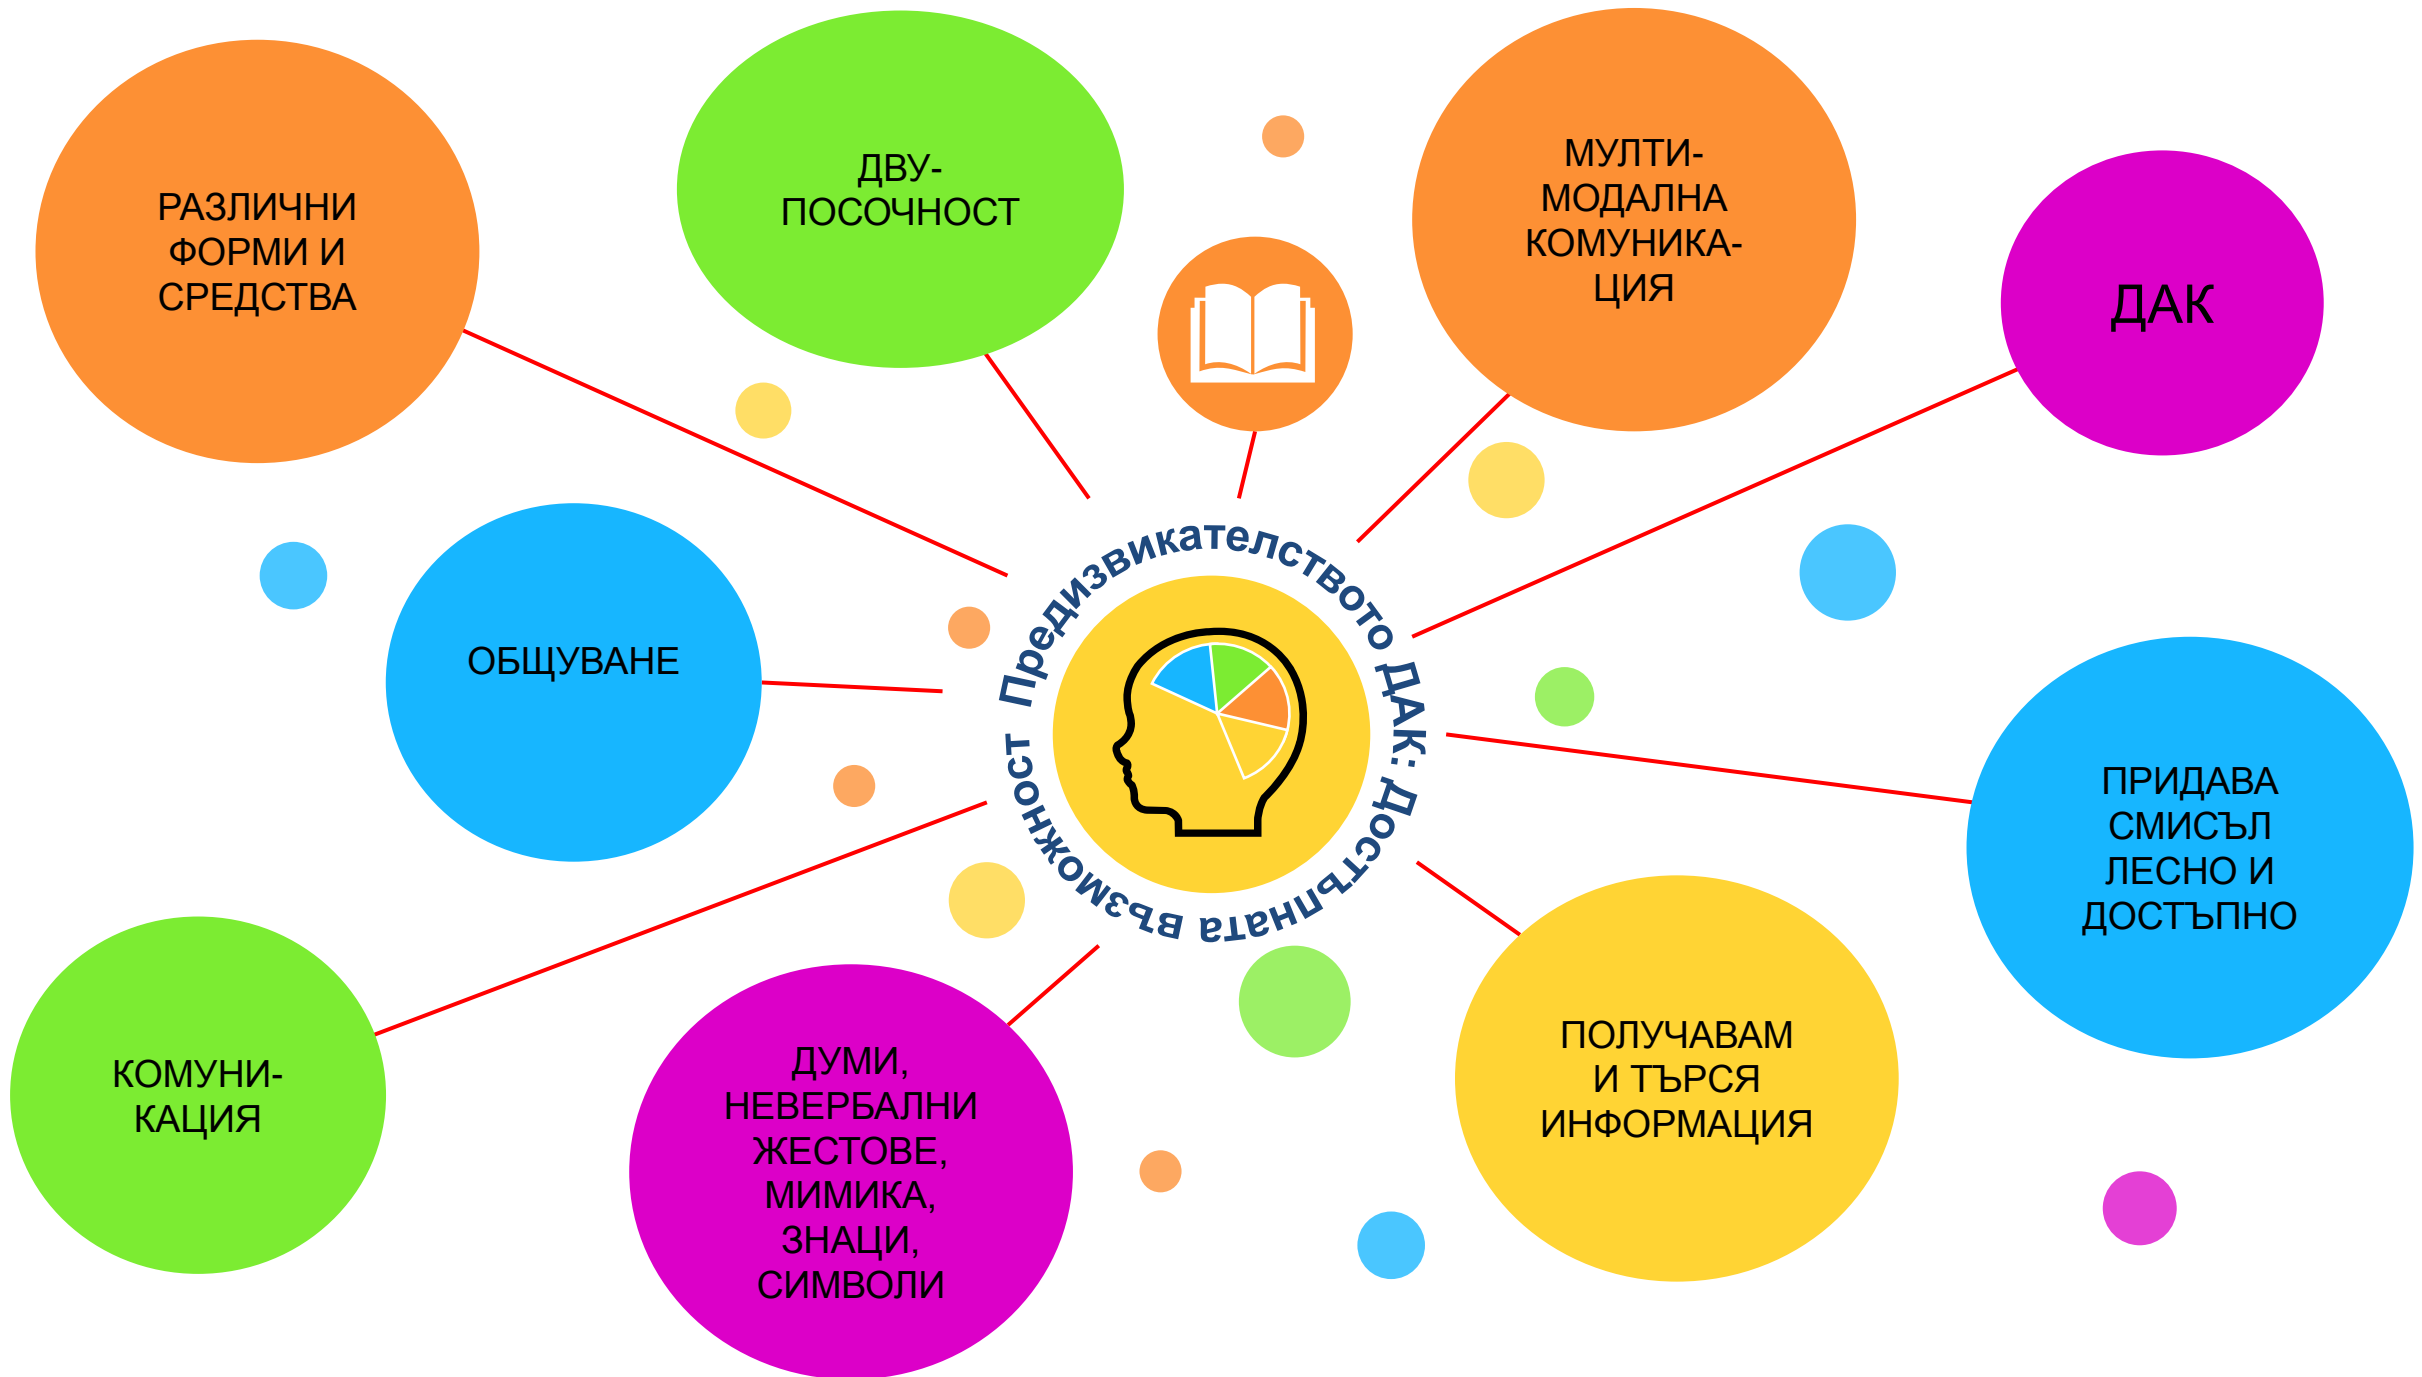 РАЗЛИЧНИ
ФОРМИ И
СРЕДСТВА
ДВУ-
ПОСОЧНОСТ
МУЛТИ-
МОДАЛНА
КОМУНИКА-
ЦИЯ
ДАК
ОБЩУВАНЕ
Предизвикателството ДАК: Достъпната възможност
ПРИДАВА
СМИСЪЛ
ЛЕСНО И
ДОСТЪПНО
КОМУНИ-
КАЦИЯ
ДУМИ,
НЕВЕРБАЛНИ
ЖЕСТОВЕ,
МИМИКА,
ЗНАЦИ,
СИМВОЛИ
ПОЛУЧАВАМ
И ТЪРСЯ
ИНФОРМАЦИЯ